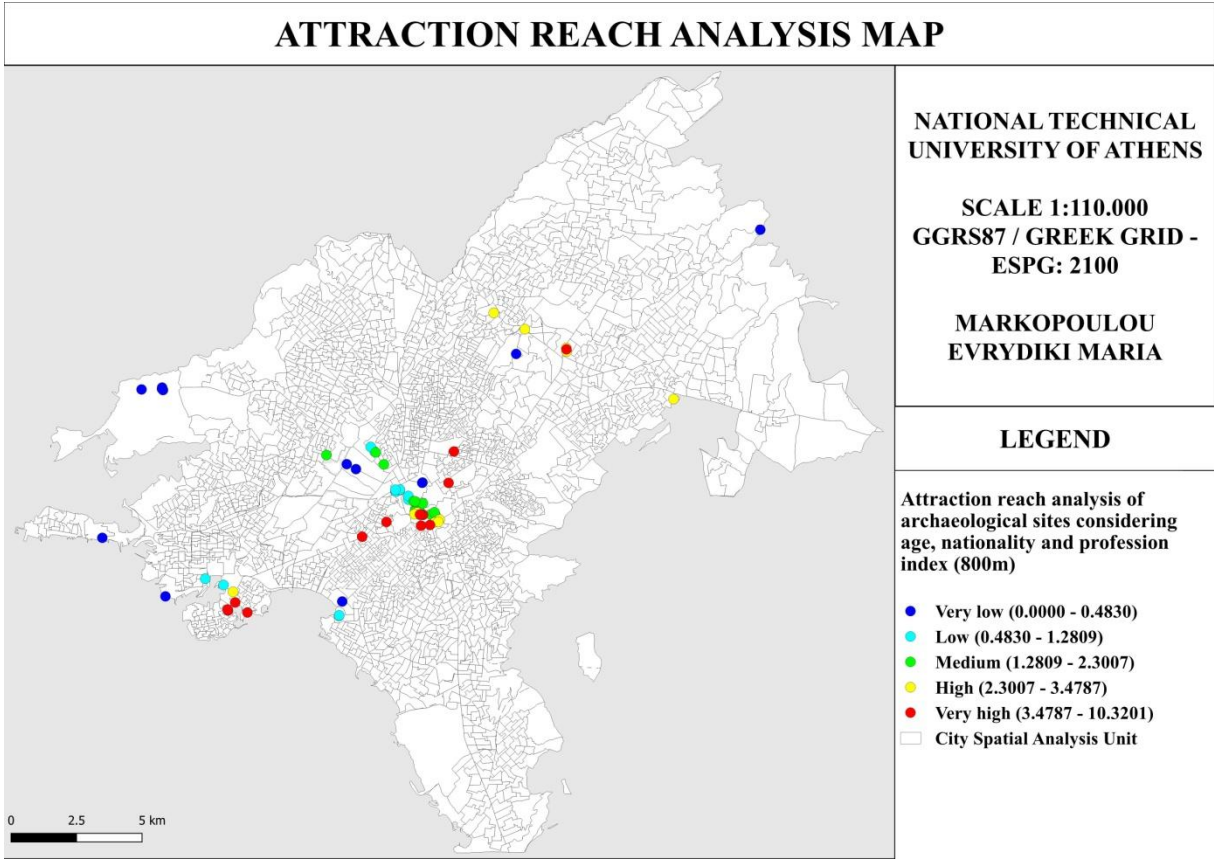 ATTRACTION REACH ANALYSIS MAP
NATIONAL TECHNICAL
UNIVERSITY OF ATHENS
SCALE 1:110.000
GGRS87 / GREEK GRID -
ESPG: 2100
MARKOPOULOU
EVRYDIKI MARIA
LEGEND
Attraction reach analysis of
archaeological sites considering
age, nationality and profession
index (800m)
Very low (0.0000 - 0.4830)
Low (0.4830 - 1.2809)
Medium (1.2809 - 2.3007)
High (2.3007 - 3.4787)
Very high (3.4787 - 10.3201)
City Spatial Analysis Unit
0 2.5 5 km